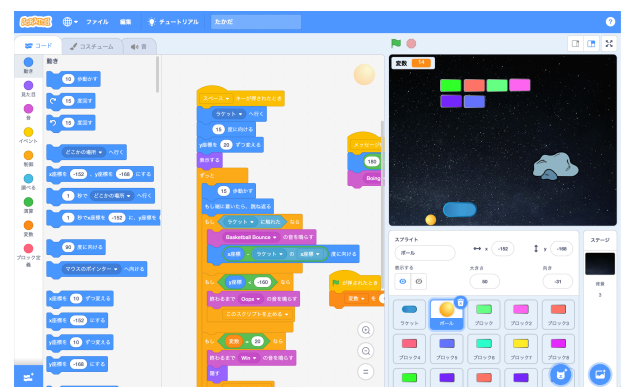 ファイル 編集 チュートリアル たかだ
コード コスチューム 音
動き
見た目
音
イベント
制御
調べる
演算
変数
ブロック定義
動き
10 歩動かす
15 度回す
15 度回す
どこかの場所 へ行く
x座標を -152 、y座標を -168 にする
1 秒で どこかの場所 へ行く
1 秒でx座標を -152 に、y座標を
90 度に向ける
マウスのポインター へ向ける
x座標を 10 ずつ変える
x座標を -152 にする
y座標を 10 ずつ変える
y座標を -168 にする
スペース キーが押されたとき
ラケット へ行く
15 度に向ける
y座標を 20 ずつ変える
表示する
ずっと
15 歩動かす
もし端に着いたら、跳ね返る
もし ラケット に触れた なら
Basketball Bounce の音を鳴らす
x座標 - ラケット の x座標 度に向ける
もし y座標 < -160 なら
終わるまで Oops の音を鳴らす
このスクリプトを止める
もし 変数 = 20 なら
終わるまで Win の音を鳴らす
隠す
メッセージ
180
Boing
が押されたとき
変数 を
変数 14
スプライト
ボール
x -152 y -168
表示する 大きさ 向き
50 -31
ステージ
背景
3
ラケット ボール ブロック ブロック2 ブロック3
ブロック4 ブロック5 ブロック6 ブロック7 ブロック8